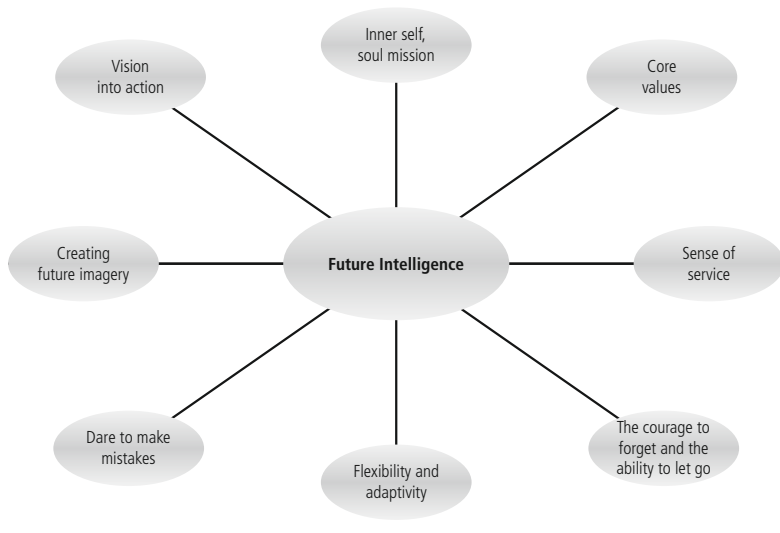 Inner self,
soul mission
Vision
into action
Core
values
Creating
future imagery
Future Intelligence
Sense of
service
Dare to make
mistakes
The courage to
forget and the
ability to let go
Flexibility and
adaptivity